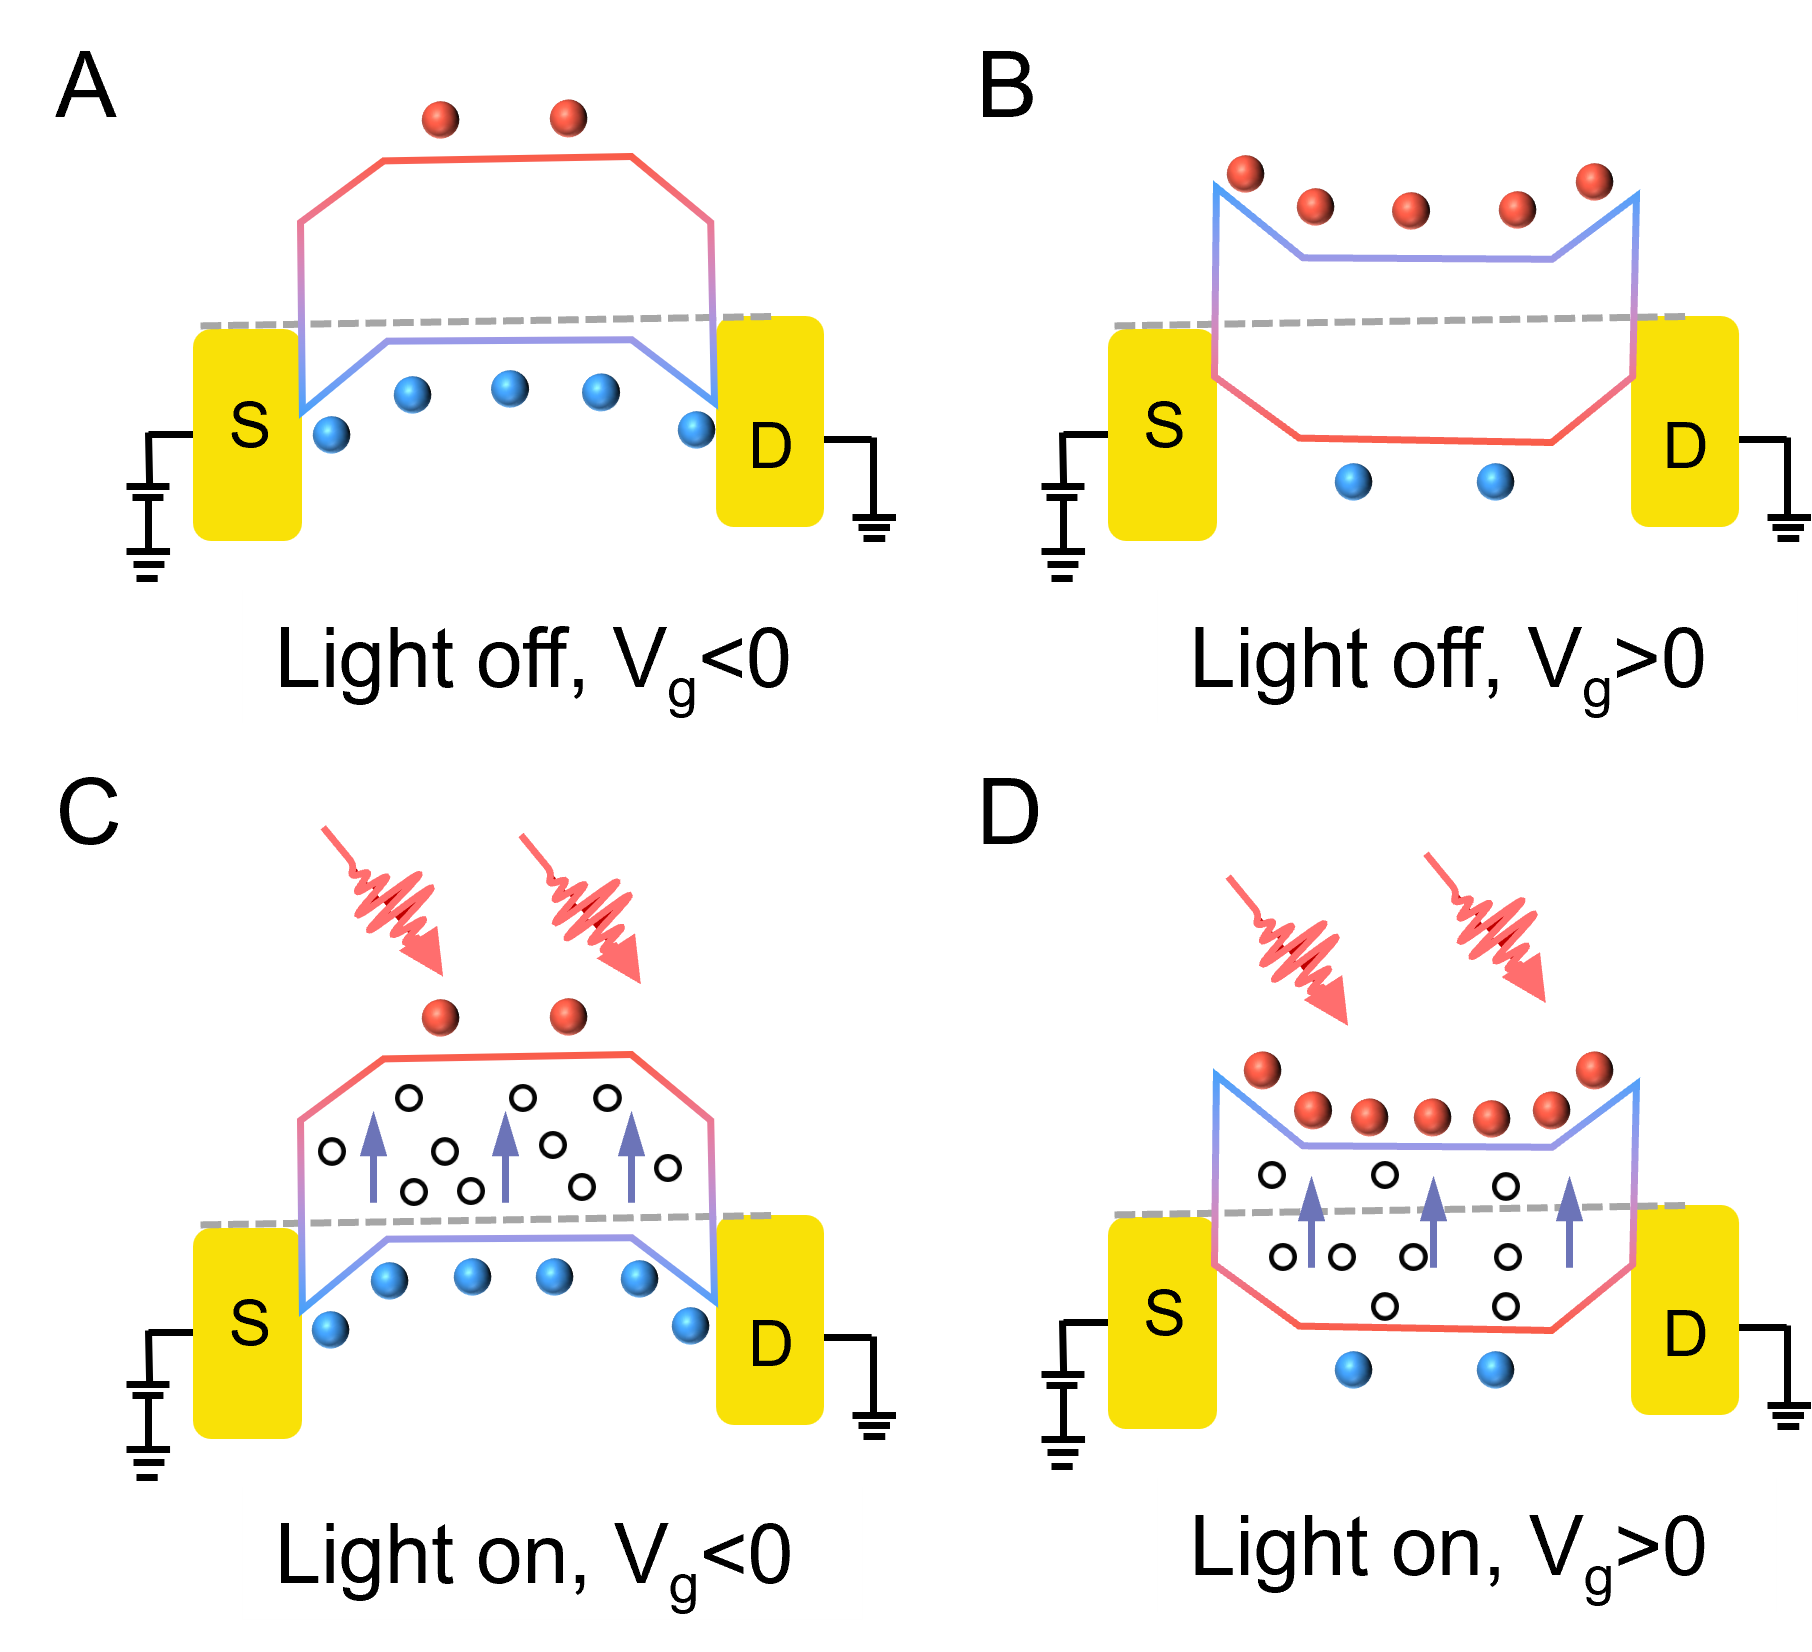 A
B
S
D
S
D
Light off, Vg<0
Light off, Vg>0
C
D
S
D
S
D
Light on, Vg<0
Light on, Vg>0